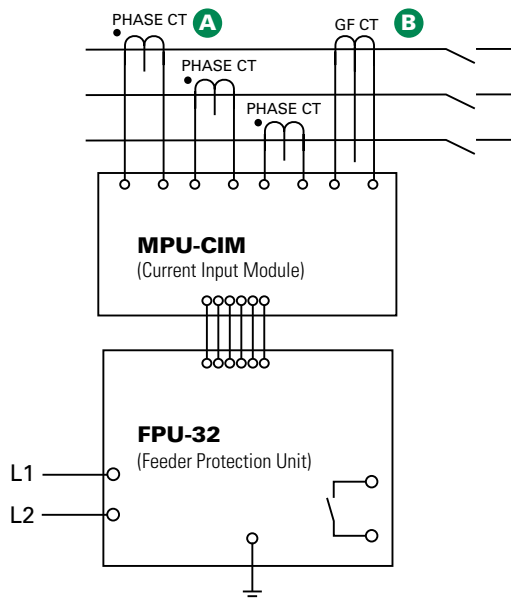 PHASE CT A
GF CT B
PHASE CT
PHASE CT
MPU-CIM
(Current Input Module)
FPU-32
(Feeder Protection Unit)
L1
L2